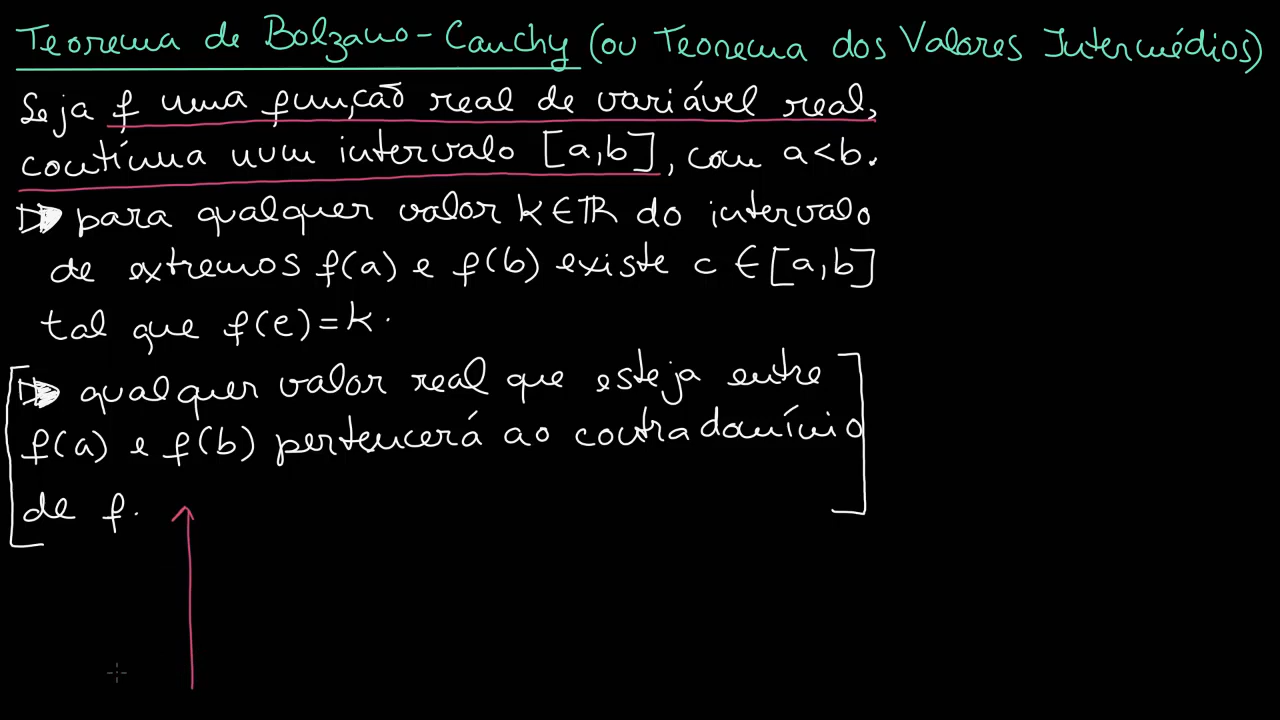 Teorema de Bolzano-Cauchy (ou Teorema dos Valores Intermédios)
Seja f uma função real de variável real,
contínua num intervalo [a,b], com a<b.
para qualquer valor k∈ℝ do intervalo
de extremos f(a) e f(b) existe c ∈ [a,b]
tal que f(c)=k.
qualquer valor real que esteja entre
f(a) e f(b) pertencerá ao contradomínio
de f.